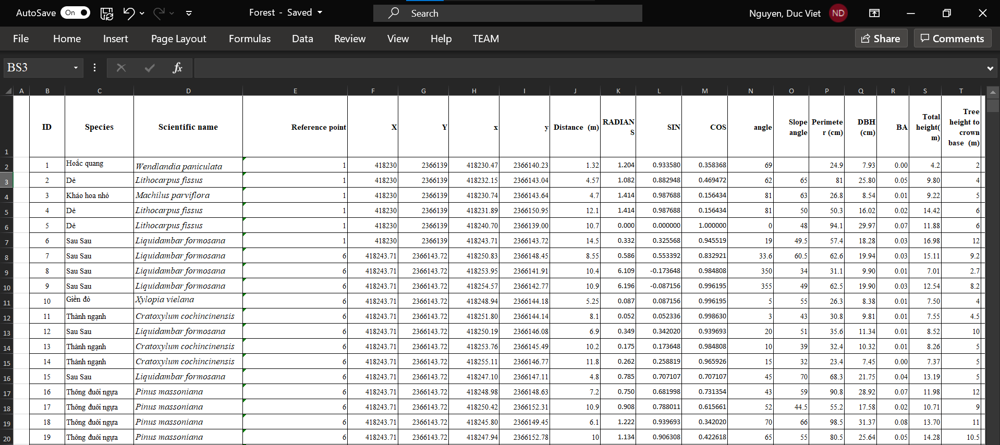 AutoSave On Forest - Saved Search Nguyen, Duc Viet ND
File Home Insert Page Layout Formulas Data Review View Help TEAM Share Comments
BS3 fx
A B C D E F G H I J K L M N O P Q R S T
1 ID Species Scientific name Reference point X Y x y Distance (m) RADIANS SIN COS angle Slope angle Perimeter (cm) DBH (cm) BA Total height(m) Tree height to crown base (m)
2 1 Hoắc quang Wendlandia paniculata 1 418230 2366139 418230.47 2366140.23 1.32 1.204 0.933580 0.358368 69 24.9 7.93 0.00 4.2 2
3 2 Dẻ Lithocarpus fissus 1 418230 2366139 418232.15 2366143.04 4.57 1.082 0.882948 0.469472 62 65 81 25.80 0.05 9.80 4
4 3 Kháo hoa nhỏ Machilus parviflora 1 418230 2366139 418230.74 2366143.64 4.7 1.414 0.987688 0.156434 81 63 26.8 8.54 0.01 9.22 5
5 4 Dẻ Lithocarpus fissus 1 418230 2366139 418231.89 2366150.95 12.1 1.414 0.987688 0.156434 81 50 50.3 16.02 0.02 14.42 6
6 5 Dẻ Lithocarpus fissus 1 418230 2366139 418240.70 2366139.00 10.7 0.000 0.000000 1.000000 0 48 94.1 29.97 0.07 11.88 6
7 6 Sau Sau Liquidambar formosana 1 418230 2366139 418243.71 2366143.72 14.5 0.332 0.325568 0.945519 19 49.5 57.4 18.28 0.03 16.98 12
8 7 Sau Sau Liquidambar formosana 6 418243.71 2366143.72 418250.83 2366148.45 8.55 0.586 0.553392 0.832921 33.6 60.5 62.6 19.94 0.03 15.11 9.2
9 8 Sau Sau Liquidambar formosana 6 418243.71 2366143.72 418253.95 2366141.91 10.4 6.109 -0.173648 0.984808 350 34 31.1 9.90 0.01 7.01 2.7
10 9 Sau Sau Liquidambar formosana 6 418243.71 2366143.72 418254.57 2366142.77 10.9 6.196 -0.087156 0.996195 355 49 62.5 19.90 0.03 12.54 8.2
11 10 Giền đỏ Xylopia vielana 6 418243.71 2366143.72 418248.94 2366144.18 5.25 0.087 0.087156 0.996195 5 55 26.3 8.38 0.01 7.50 4
12 11 Thành ngạnh Cratoxylum cochincinensis 6 418243.71 2366143.72 418251.80 2366144.14 8.1 0.052 0.052336 0.998630 3 43 30.8 9.81 0.01 7.55 4.5
13 12 Sau Sau Liquidambar formosana 6 418243.71 2366143.72 418250.19 2366146.08 6.9 0.349 0.342020 0.939693 20 51 35.6 11.34 0.01 8.52 10
14 13 Thành ngạnh Cratoxylum cochincinensis 6 418243.71 2366143.72 418253.76 2366145.49 10.2 0.175 0.173648 0.984808 10 39 32.4 10.32 0.01 8.26 5
15 14 Thành ngạnh Cratoxylum cochincinensis 6 418243.71 2366143.72 418255.11 2366146.77 11.8 0.262 0.258819 0.965926 15 32 23.4 7.45 0.00 7.37 5
16 15 Sau Sau Liquidambar formosana 6 418243.71 2366143.72 418247.10 2366147.11 4.8 0.785 0.707107 0.707107 45 70 68.3 21.75 0.04 13.19 5
17 16 Thông đuôi ngựa Pinus massoniana 6 418243.71 2366143.72 418248.98 2366148.63 7.2 0.750 0.681998 0.731354 43 59 90.8 28.92 0.07 11.98 12
18 17 Thông đuôi ngựa Pinus massoniana 6 418243.71 2366143.72 418250.42 2366152.31 10.9 0.908 0.788011 0.615661 52 44.5 55.2 17.58 0.02 10.71 9
19 18 Thông đuôi ngựa Pinus massoniana 6 418243.71 2366143.72 418245.80 2366149.45 6.1 1.222 0.939693 0.342020 70 66 98.5 31.37 0.08 13.70 11
20 19 Thông đuôi ngựa Pinus massoniana 6 418243.71 2366143.72 418247.94 2366152.78 10 1.134 0.906308 0.422618 65 55 80.5 25.64 0.05 14.28 10.5